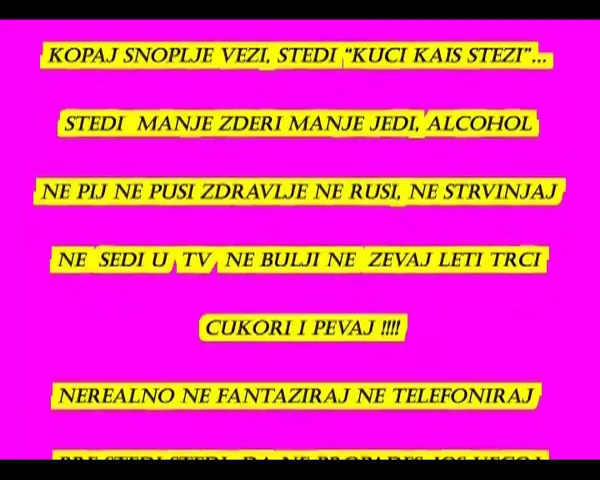 KOPAJ SNOPLJE VEZI, STEDI "KUCI KAIS STEZI"...
STEDI MANJE ZDERI MANJE JEDI, ALCOHOL
NE PIJ NE PUSI ZDRAVLJE NE RUSI, NE STRVINJAJ
NE SEDI U TV NE BULJI NE ZEVAJ LETI TRCI
CUKORI I PEVAJ !!!!
NEREALNO NE FANTAZIRAJ NE TELEFONIRAJ